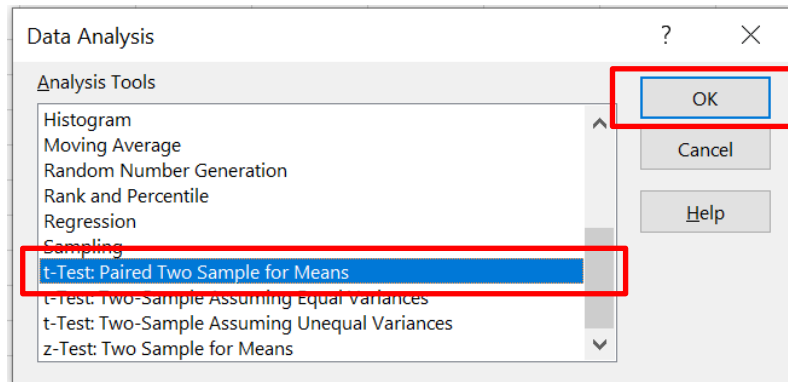 Data Analysis
?
Analysis Tools
Histogram
Moving Average
Random Number Generation
Rank and Percentile
Regression
Sampling
t-Test: Paired Two Sample for Means
t-Test: Two-Sample Assuming Equal Variances
t-Test: Two-Sample Assuming Unequal Variances
z-Test: Two Sample for Means
OK
Cancel
Help